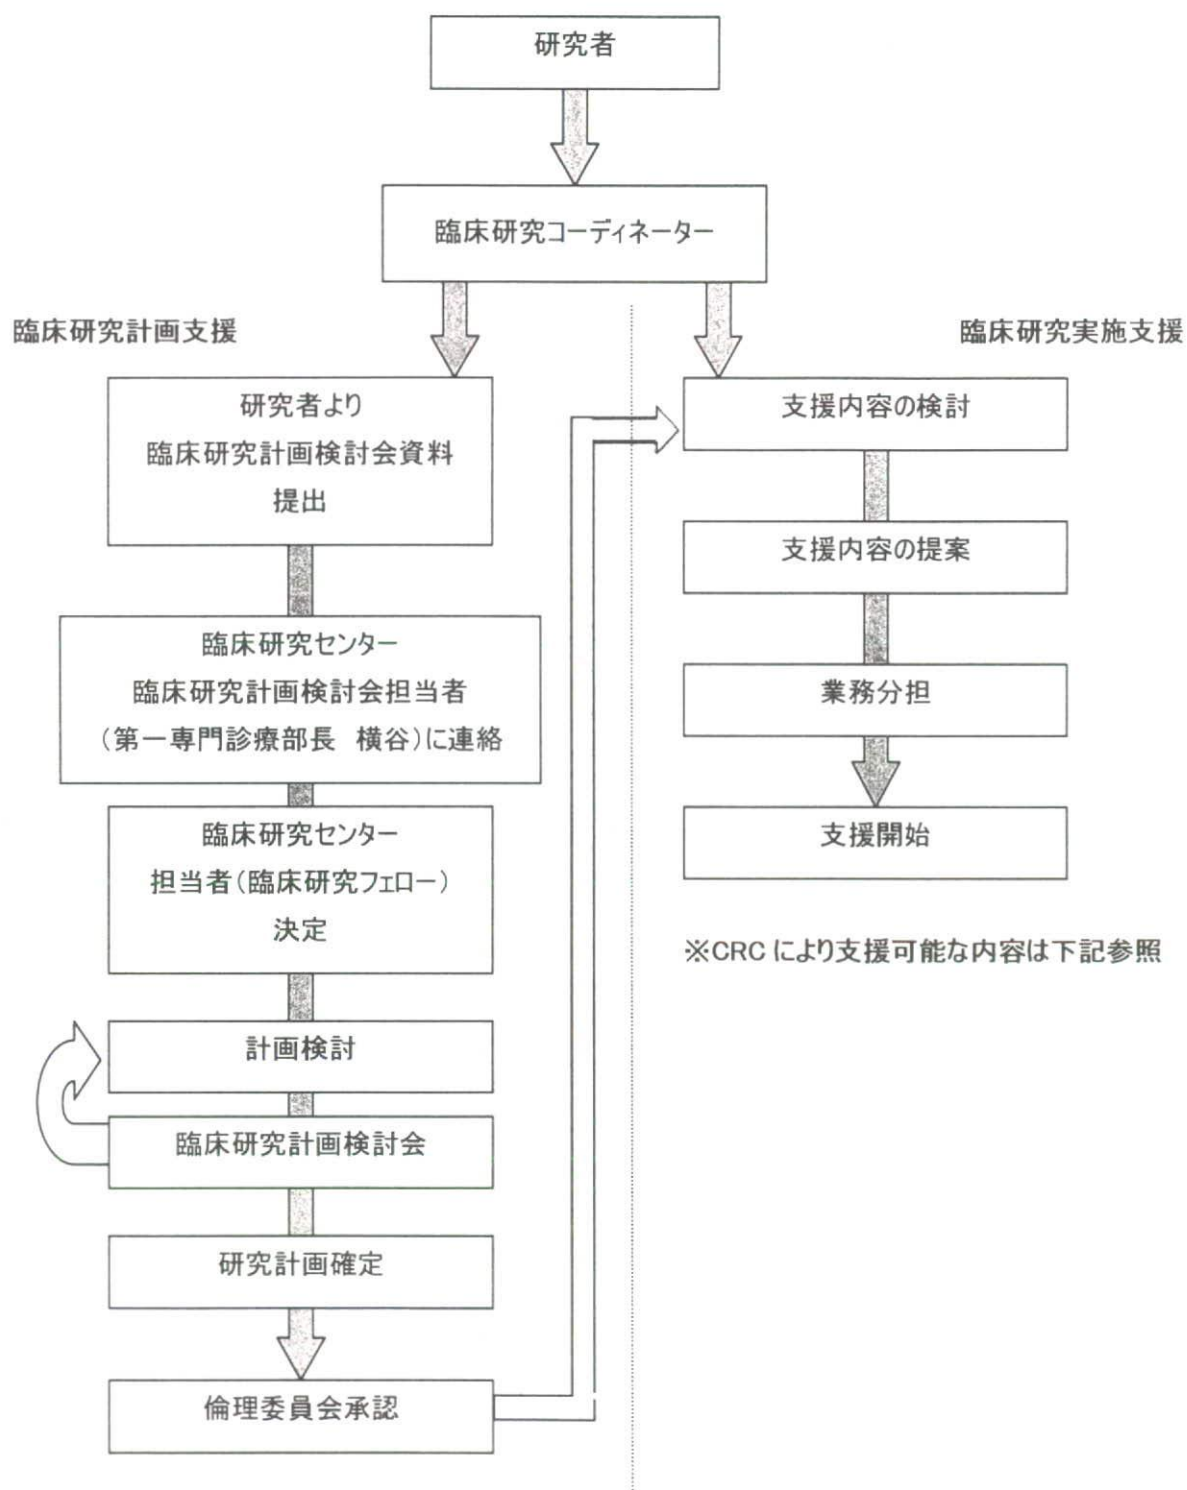 研究者
臨床研究コーディネーター
臨床研究計画支援
研究者より
臨床研究計画検討会資料
提出
臨床研究センター
臨床研究計画検討会担当者
（第一専門診療部長　横谷）に連絡
臨床研究センター
担当者（臨床研究フェロー）
決定
計画検討
臨床研究計画検討会
研究計画確定
倫理委員会承認
臨床研究実施支援
支援内容の検討
支援内容の提案
業務分担
支援開始
※CRC により支援可能な内容は下記参照